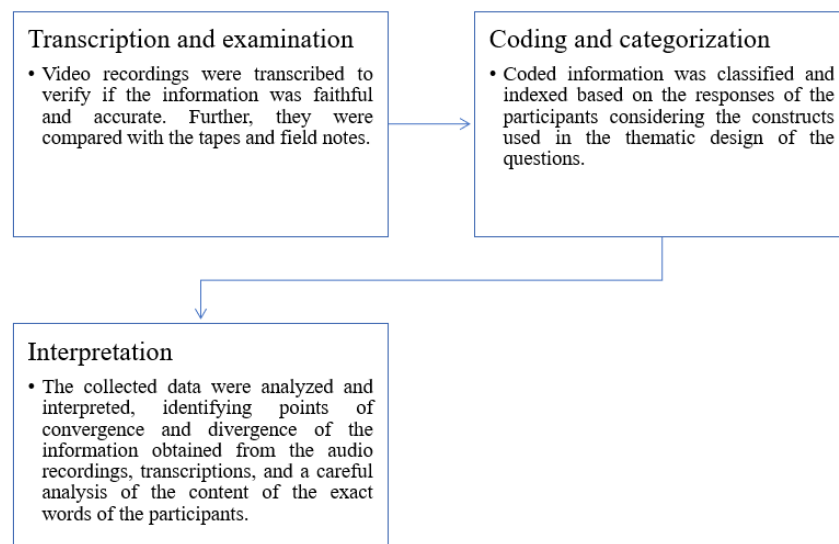 Transcription and examination
• Video recordings were transcribed to
verify if the information was faithful
and accurate. Further, they were
compared with the tapes and field notes.
Coding and categorization
• Coded information was classified and
indexed based on the responses of the
participants considering the constructs
used in the thematic design of the
questions.
Interpretation
• The collected data were analyzed and
interpreted, identifying points of
convergence and divergence of the
information obtained from the audio
recordings, transcriptions, and a careful
analysis of the content of the exact
words of the participants.